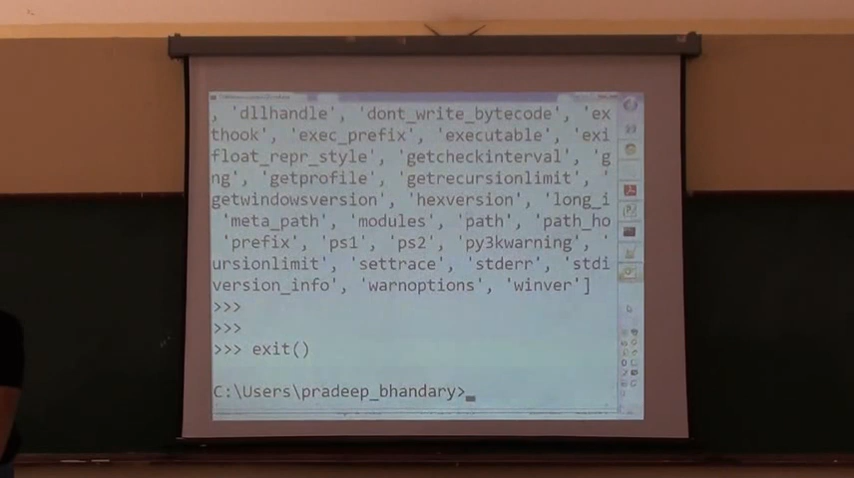 , 'dllhandle', 'dont_write_bytecode', 'ex
thook', 'exec_prefix', 'executable', 'exi
float_repr_style', 'getcheckinterval', 'g
ng', 'getprofile', 'getrecursionlimit', '
getwindowsversion', 'hexversion', 'long_i
'meta_path', 'modules', 'path', 'path_ho
'prefix', 'ps1', 'ps2', 'py3kwarning', '
ursionlimit', 'settrace', 'stderr', 'stdi
version_info', 'warnoptions', 'winver']
>>>
>>>
>>> exit()
C:\Users\pradeep_bhandary>_